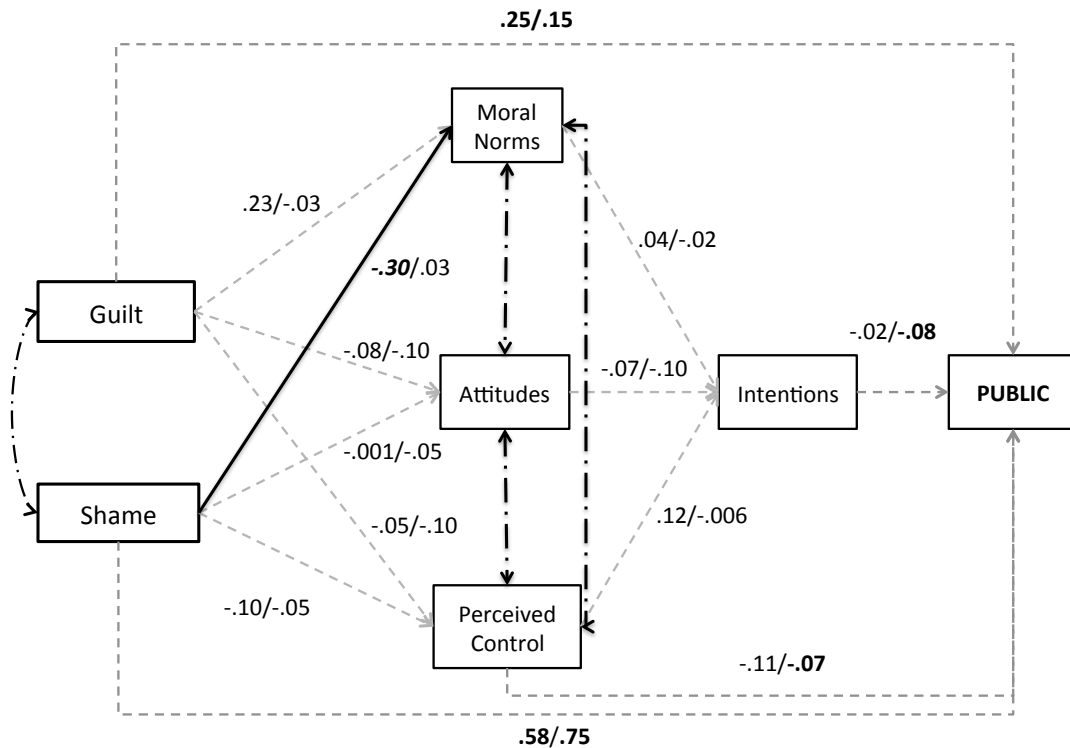 .25/.15
Moral
Norms
.23/-.03
.04/-.02
-.30/.03
Guilt
-.08/-.10
-.07/-.10
-.02/-.08
Attitudes
Intentions
PUBLIC
-.001/-.05
Shame
-.05/-.10
.12/-.006
-.10/-.05
Perceived
Control
-.11/-.07
.58/.75